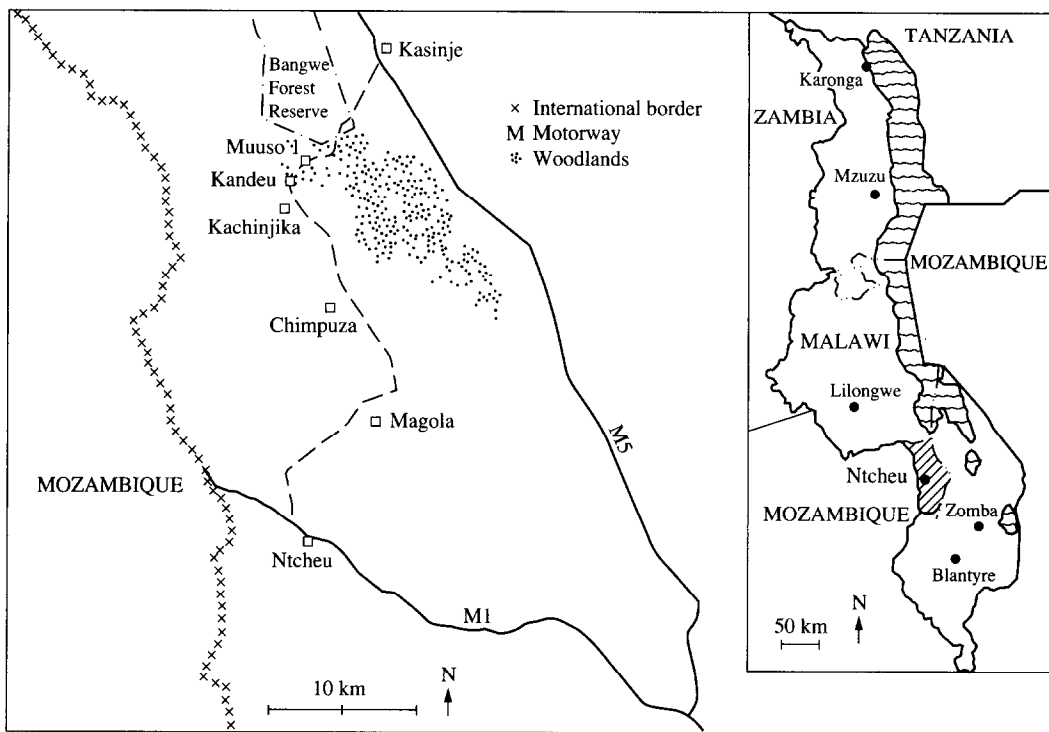 Kasinje
Bangwe
Forest
Reserve
× International border
M Motorway
Woodlands
Muuso 1
Kandeu
Kachinjika
Chimpuza
Magola
M5
MOZAMBIQUE
Ntcheu
M1
10 km
N
TANZANIA
Karonga
ZAMBIA
Mzuzu
MOZAMBIQUE
MALAWI
Lilongwe
Ntcheu
MOZAMBIQUE
Zomba
Blantyre
50 km
N